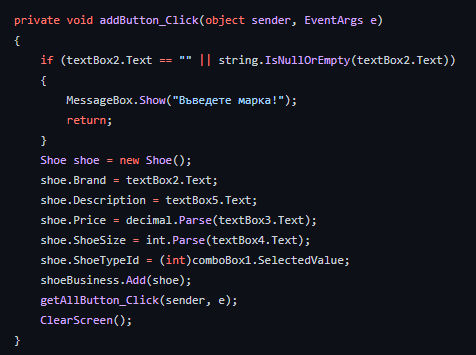 private void addButton_Click(object sender, EventArgs e)
{
    if (textBox2.Text == "" || string.IsNullOrEmpty(textBox2.Text))
    {
        MessageBox.Show("Въведете марка!");
        return;
    }
    Shoe shoe = new Shoe();
    shoe.Brand = textBox2.Text;
    shoe.Description = textBox5.Text;
    shoe.Price = decimal.Parse(textBox3.Text);
    shoe.ShoeSize = int.Parse(textBox4.Text);
    shoe.ShoeTypeId = (int)comboBox1.SelectedValue;
    shoeBusiness.Add(shoe);
    getAllButton_Click(sender, e);
    ClearScreen();
}